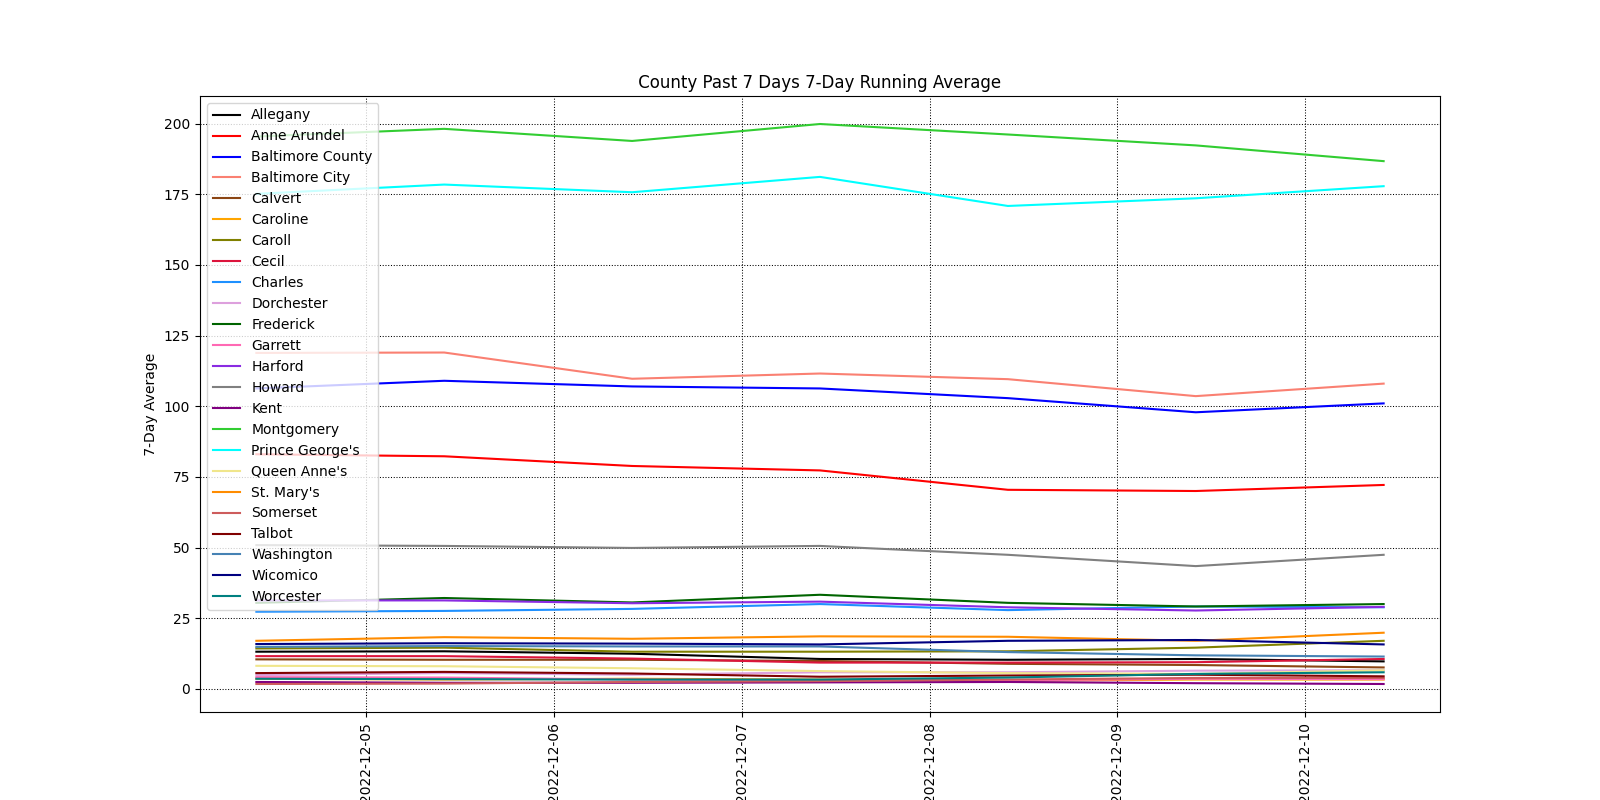 County Past 7 Days 7-Day Running Average
7-Day Average
200
175
150
125
100
75
50
25
0
Allegany
Anne Arundel
Baltimore County
Baltimore City
Calvert
Caroline
Caroll
Cecil
Charles
Dorchester
Frederick
Garrett
Harford
Howard
Kent
Montgomery
Prince George's
Queen Anne's
St. Mary's
Somerset
Talbot
Washington
Wicomico
Worcester
2022-12-05
2022-12-06
2022-12-07
2022-12-08
2022-12-09
2022-12-10